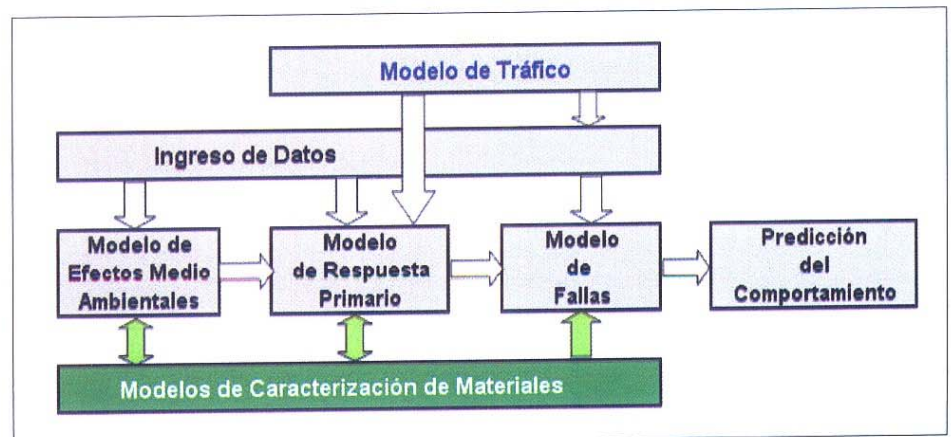 Modelo de Tráfico
Ingreso de Datos
Modelo de
Efectos Medio
Ambientales
Modelo
de Respuesta
Primario
Modelo
de
Fallas
Predicción
del
Comportamiento
Modelos de Caracterización de Materiales